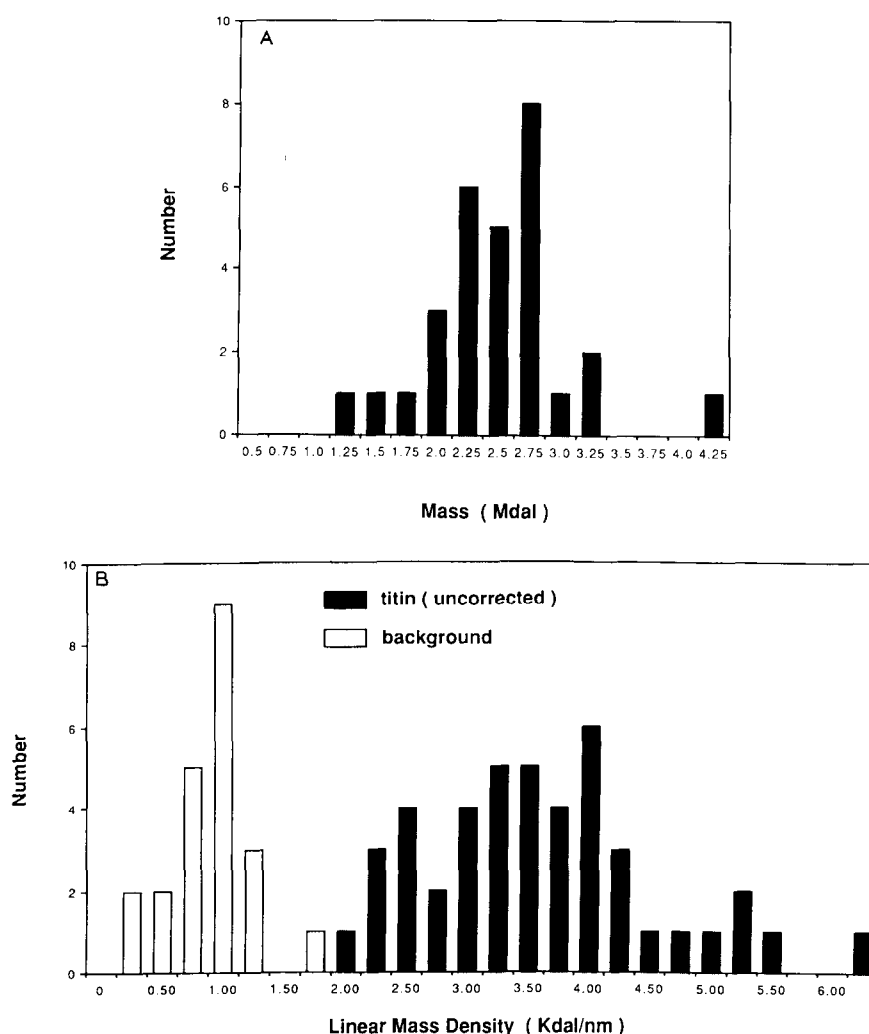 A
10
8
6
4
2
0
Number
0.5 0.75 1.0 1.25 1.5 1.75 2.0 2.25 2.5 2.75 3.0 3.25 3.5 3.75 4.0 4.25
Mass ( Mdal )
B
10
8
6
4
2
0
Number
titin ( uncorrected )
background
0 0.50 1.00 1.50 2.00 2.50 3.00 3.50 4.00 4.50 5.00 5.50 6.00
Linear Mass Density ( Kdal/nm )